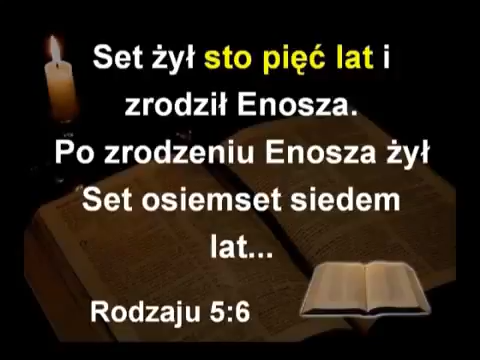 Set żył sto pięć lat i
zrodził Enosza.
Po zrodzeniu Enosza żył
Set osiemset siedem
lat...
Rodzaju 5:6